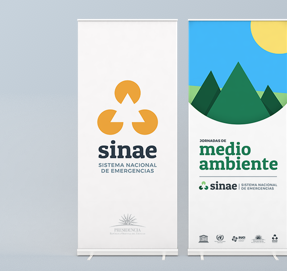 sinae
SISTEMA NACIONAL
DE EMERGENCIAS
PRESIDENCIA
JORNADAS DE
medio
ambiente
sinae
SISTEMA NACIONAL
DE EMERGENCIAS